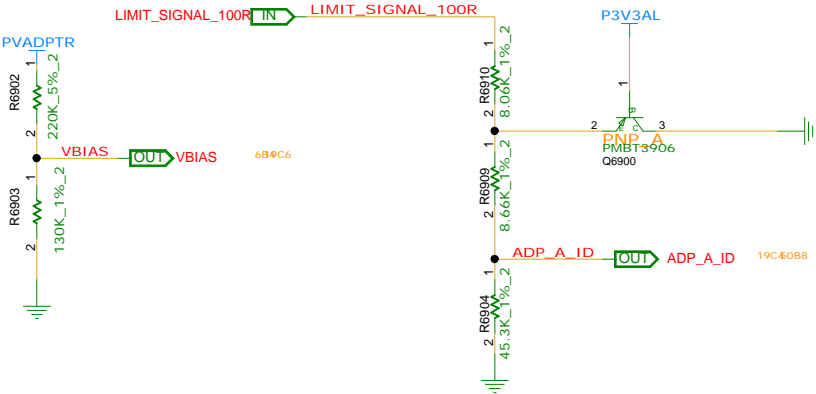 LIMIT_SIGNAL_100R IN LIMIT_SIGNAL_100R
P3V3AL
PVADPTR
1
R6902
220K_5%_2
2
VBIAS OUT VBIAS
1
R6903
130K_1%_2
2
1
R6910
8.06K_1%_2
2
1
B
E
C
2
3
PNP_A
PMBT3906
Q6900
1
R6909
8.66K_1%_2
2
ADP_A_ID OUT ADP_A_ID
1
R6904
45.3K_1%_2
2